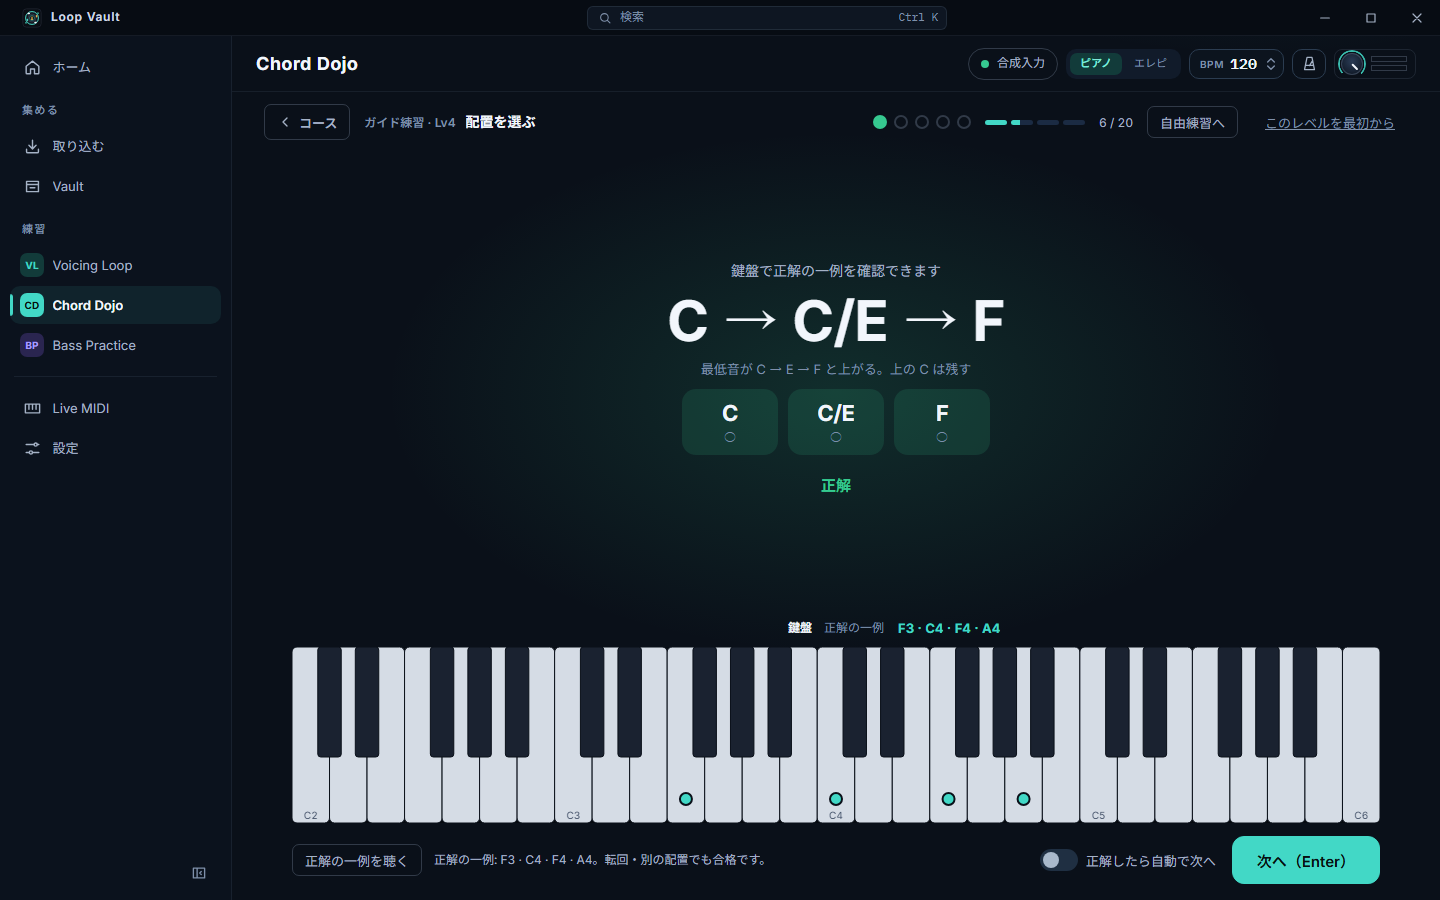 Loop Vault
検索
Ctrl K
ホーム
集める
取り込む
Vault
練習
VL Voicing Loop
CD Chord Dojo
BP Bass Practice
Live MIDI
設定
Chord Dojo
合成入力
ピアノ エレピ
BPM 120
コース
ガイド練習 · Lv4 配置を選ぶ
6 / 20
自由練習へ
このレベルを最初から
鍵盤で正解の一例を確認できます
C → C/E → F
最低音が C → E → F と上がる。上の C は残す
C C/E F
○ ○ ○
正解
鍵盤 正解の一例 F3 · C4 · F4 · A4
C2 C3 C4 C5 C6
正解の一例を聴く
正解の一例: F3 · C4 · F4 · A4。転回・別の配置でも合格です。
正解したら自動で次へ
次へ（Enter）